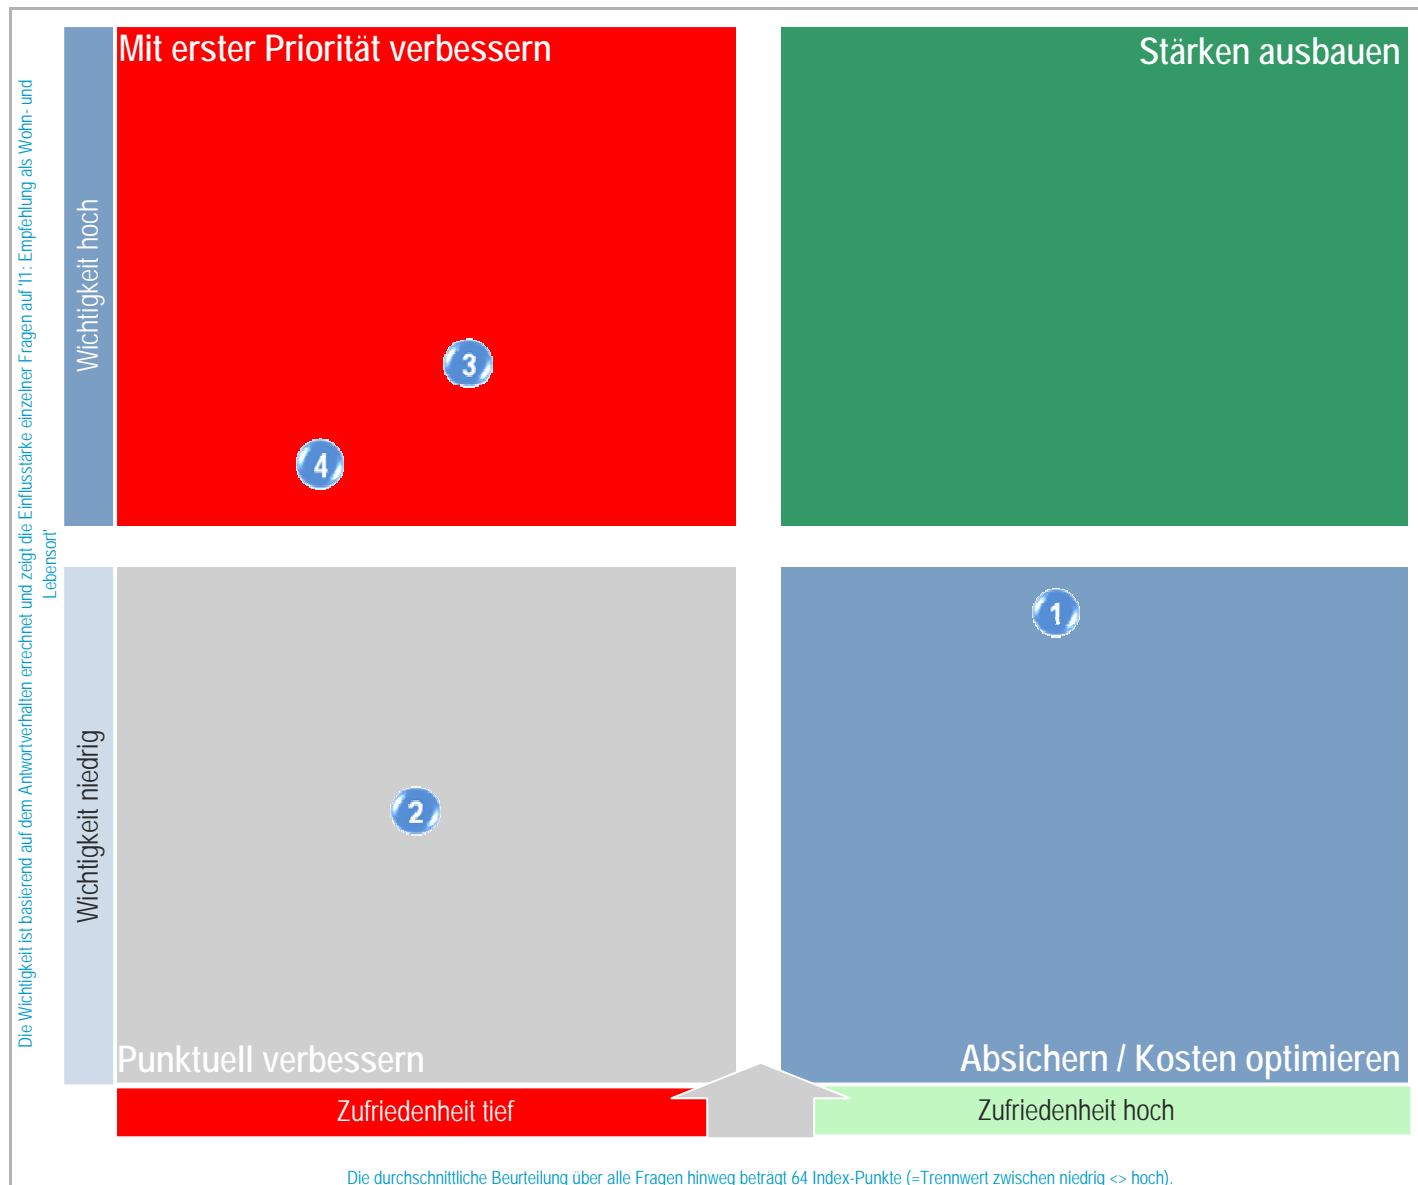 Mit erster Priorität verbessern
Stärken ausbauen
Die Wichtigkeit ist basierend auf dem Antwortverhalten errechnet und zeigt die Einflusstärke einzelner Fragen auf 'I1: Empfehlung als Wohn- und
Lebensort'
Wichtigkeit hoch
3
4
Wichtigkeit niedrig
1
2
Punktuell verbessern
Absichern / Kosten optimieren
Zufriedenheit tief
Zufriedenheit hoch
Die durchschnittliche Beurteilung über alle Fragen hinweg beträgt 64 Index-Punkte (=Trennwert zwischen niedrig <> hoch).